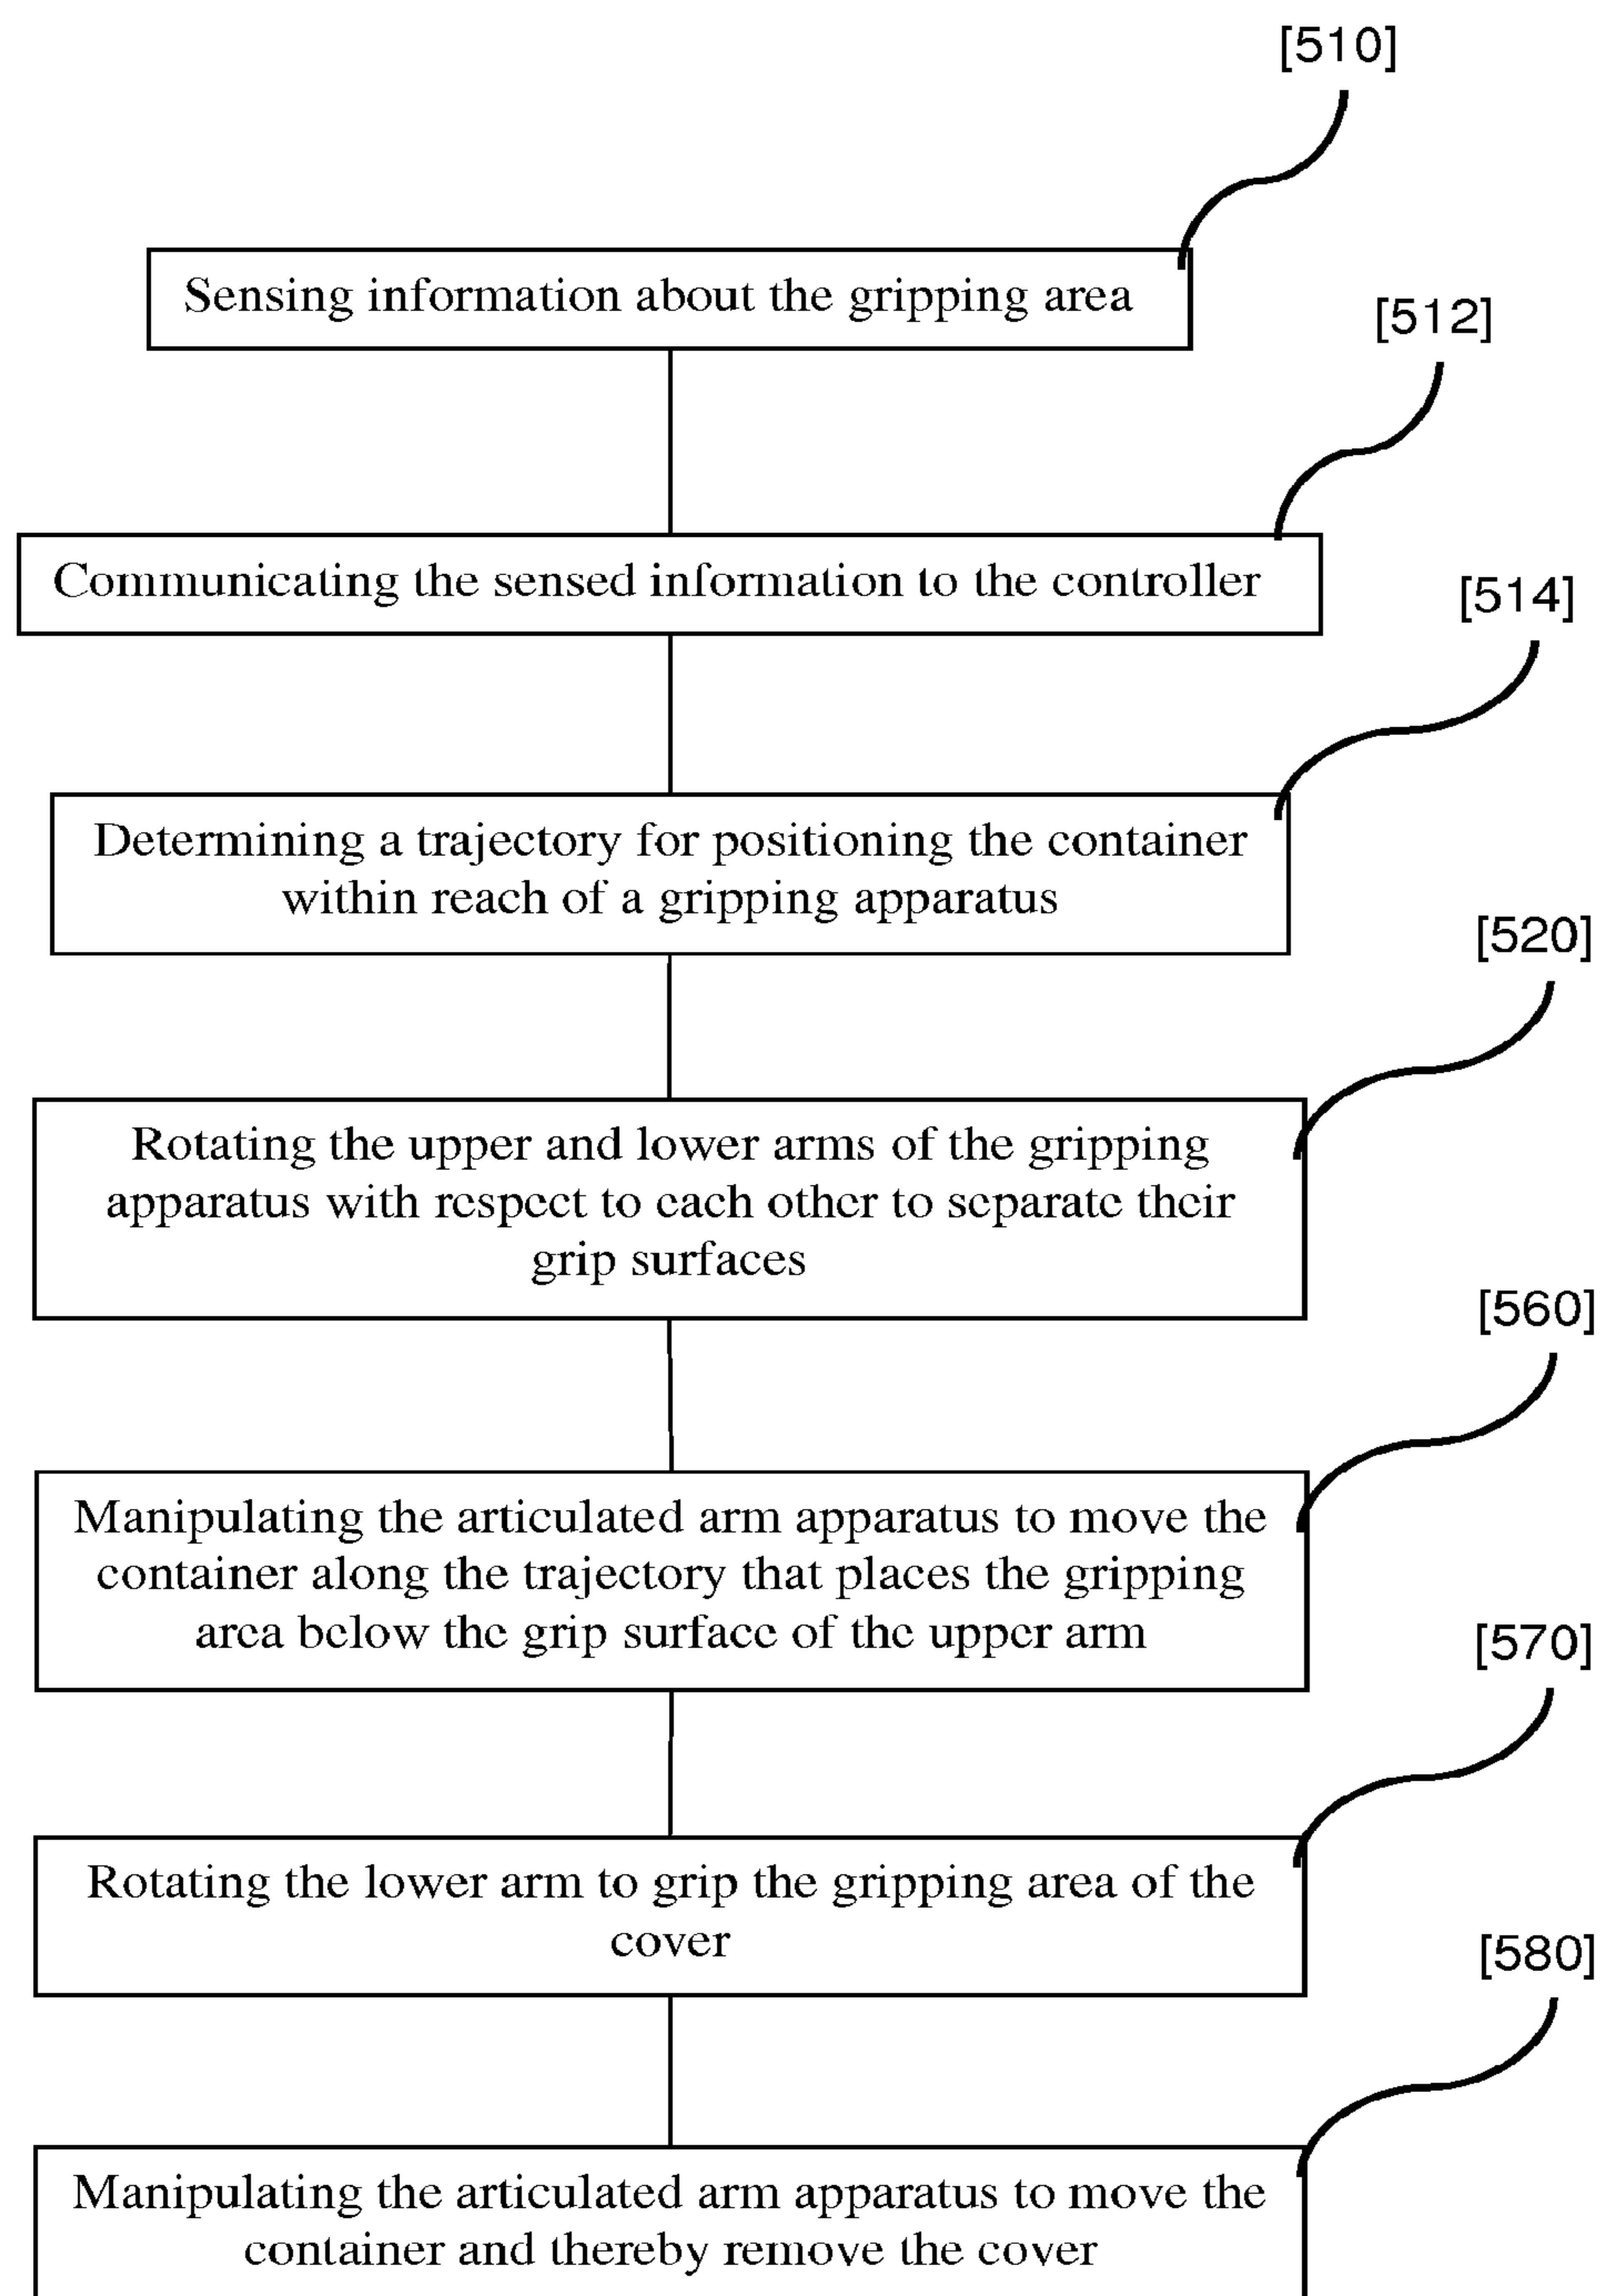 [510]
Sensing information about the gripping area
[512]
Communicating the sensed information to the controller
[514]
Determining a trajectory for positioning the container
within reach of a gripping apparatus
[520]
Rotating the upper and lower arms of the gripping
apparatus with respect to each other to separate their
grip surfaces
[560]
Manipulating the articulated arm apparatus to move the
container along the trajectory that places the gripping
area below the grip surface of the upper arm
[570]
Rotating the lower arm to grip the gripping area of the
cover
[580]
Manipulating the articulated arm apparatus to move the
container and thereby remove the cover